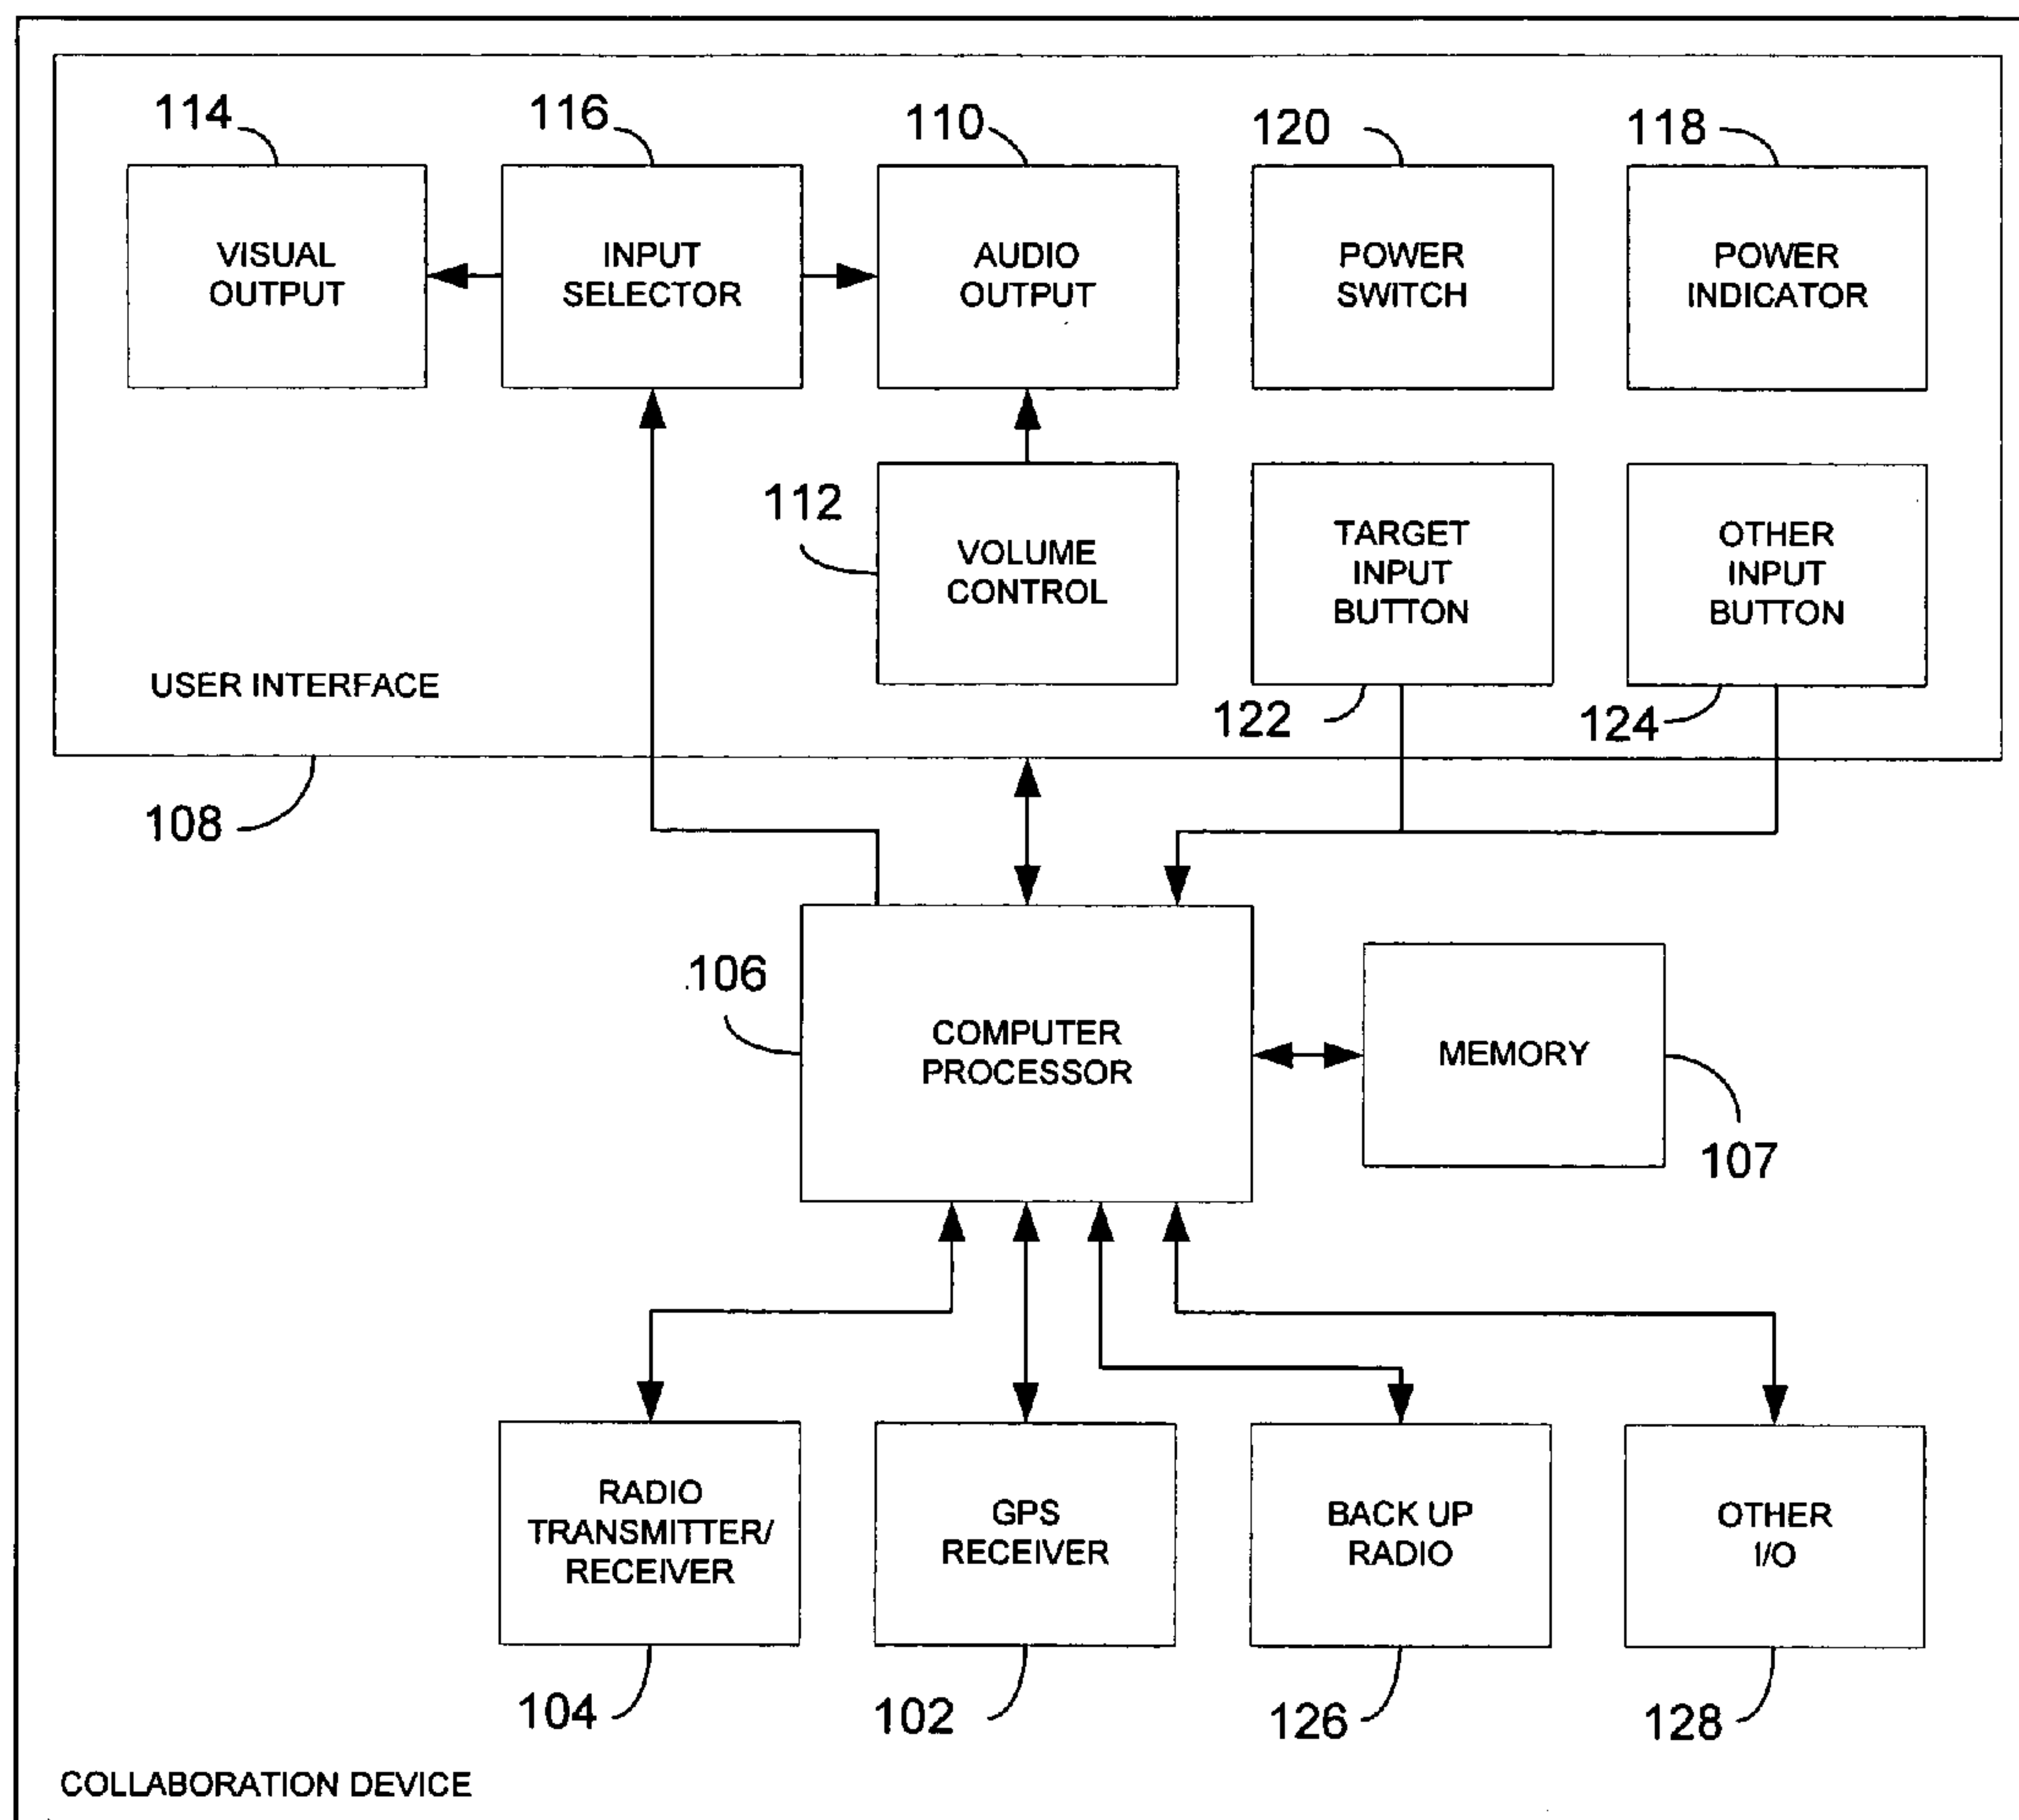 114
116
110
120
118
VISUAL
OUTPUT
INPUT
SELECTOR
AUDIO
OUTPUT
POWER
SWITCH
POWER
INDICATOR
112
VOLUME
CONTROL
TARGET
INPUT
BUTTON
OTHER
INPUT
BUTTON
USER INTERFACE
122
124
108
106
COMPUTER
PROCESSOR
MEMORY
107
RADIO
TRANSMITTER/
RECEIVER
GPS
RECEIVER
BACK UP
RADIO
OTHER
I/O
104
102
126
128
COLLABORATION DEVICE